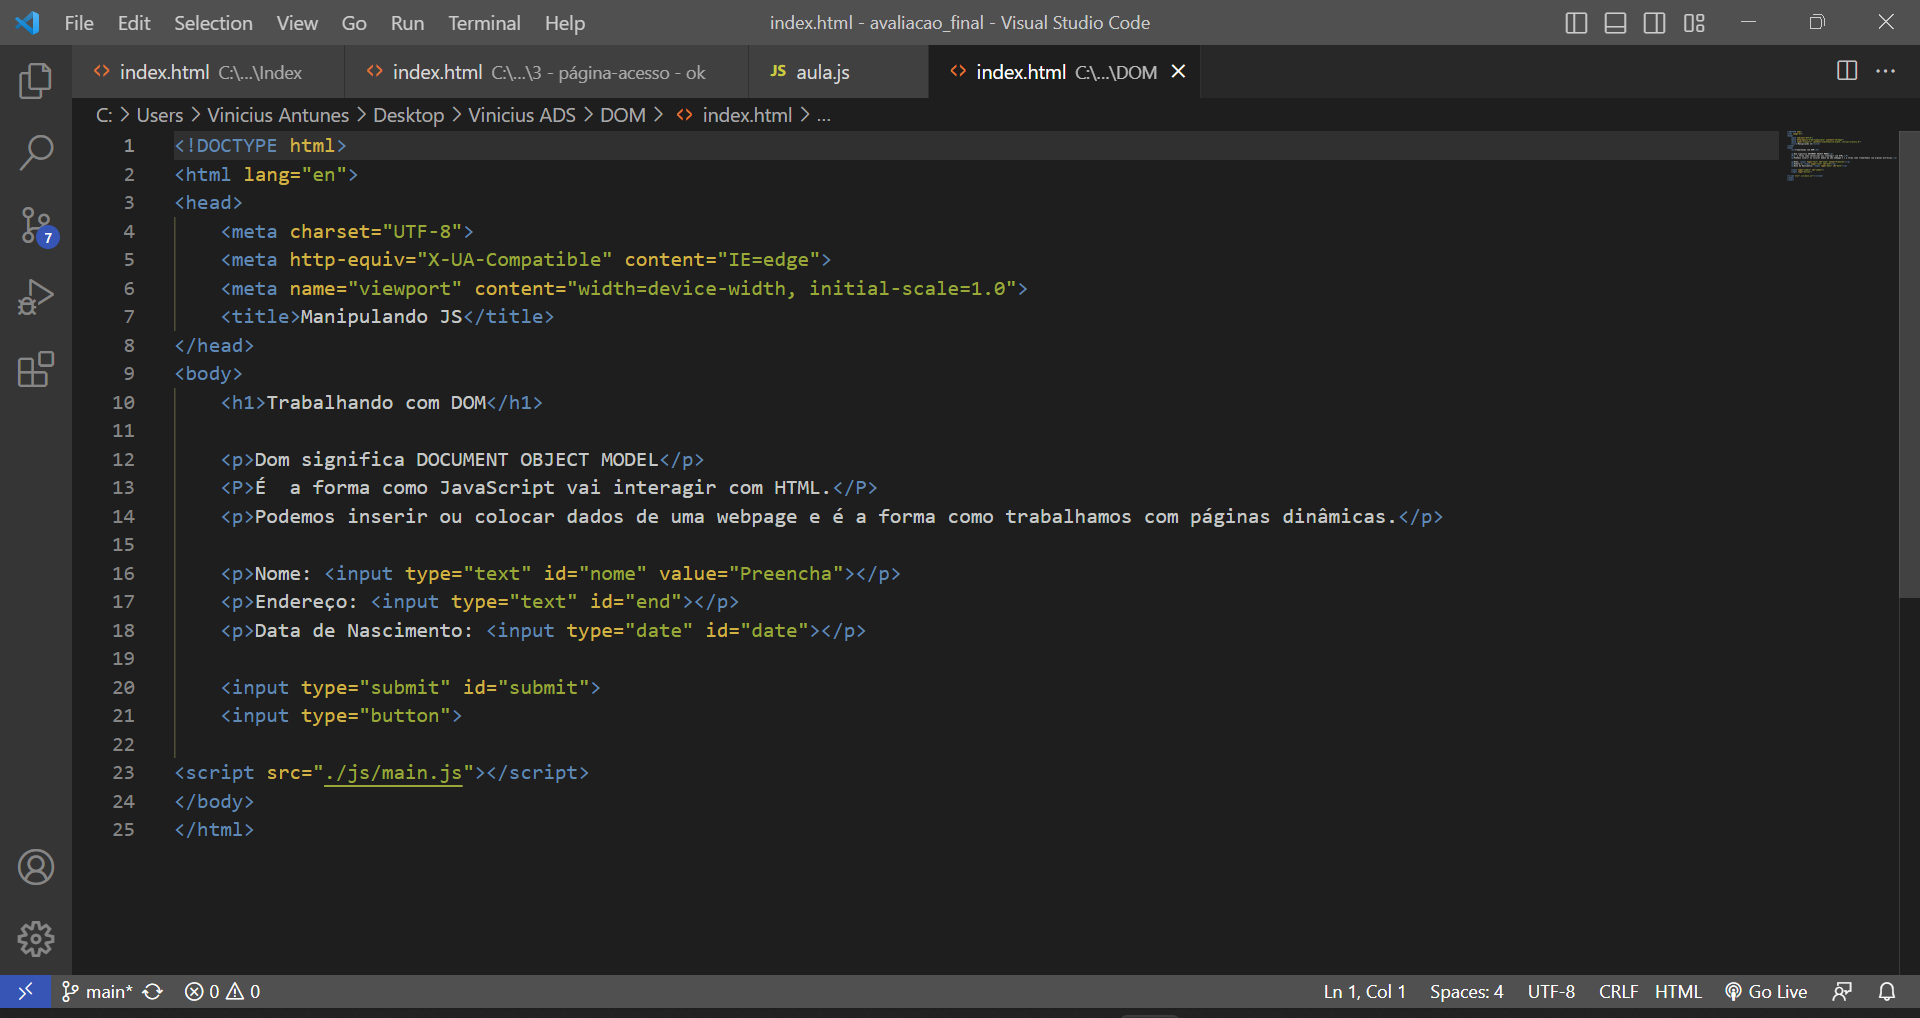 File Edit Selection View Go Run Terminal Help index.html - avaliacao_final - Visual Studio Code
<> index.html C:\...\Index <> index.html C:\...\3 - página-acesso - ok JS aula.js <> index.html C:\...\DOM
C: > Users > Vinicius Antunes > Desktop > Vinicius ADS > DOM > <> index.html > ...
7
1 <!DOCTYPE html>
2 <html lang="en">
3 <head>
4     <meta charset="UTF-8">
5     <meta http-equiv="X-UA-Compatible" content="IE=edge">
6     <meta name="viewport" content="width=device-width, initial-scale=1.0">
7     <title>Manipulando JS</title>
8 </head>
9 <body>
10     <h1>Trabalhando com DOM</h1>
11
12     <p>Dom significa DOCUMENT OBJECT MODEL</p>
13     <P>É  a forma como JavaScript vai interagir com HTML.</P>
14     <p>Podemos inserir ou colocar dados de uma webpage e é a forma como trabalhamos com páginas dinâmicas.</p>
15
16     <p>Nome: <input type="text" id="nome" value="Preencha"></p>
17     <p>Endereço: <input type="text" id="end"></p>
18     <p>Data de Nascimento: <input type="date" id="date"></p>
19
20     <input type="submit" id="submit">
21     <input type="button">
22
23 <script src="./js/main.js"></script>
24 </body>
25 </html>
main* 0 0 Ln 1, Col 1 Spaces: 4 UTF-8 CRLF HTML Go Live